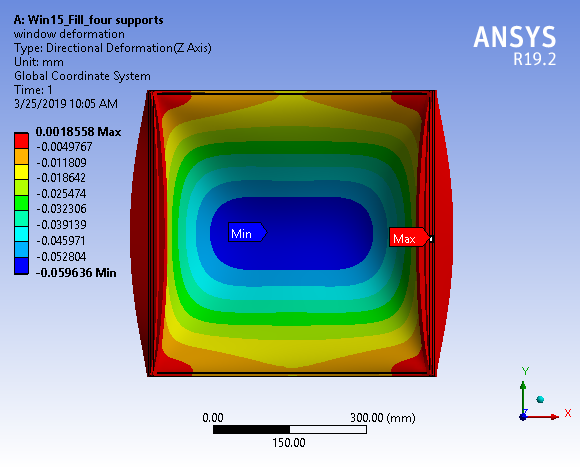 A: Win15_Fill_four supports
window deformation
Type: Directional Deformation(Z Axis)
Unit: mm
Global Coordinate System
Time: 1
3/25/2019 10:05 AM
ANSYS
R19.2
0.0018558 Max
-0.0049767
-0.011809
-0.018642
-0.025474
-0.032306
-0.039139
-0.045971
-0.052804
-0.059636 Min
Min
Max
0.00
300.00 (mm)
150.00
Y
Z
X